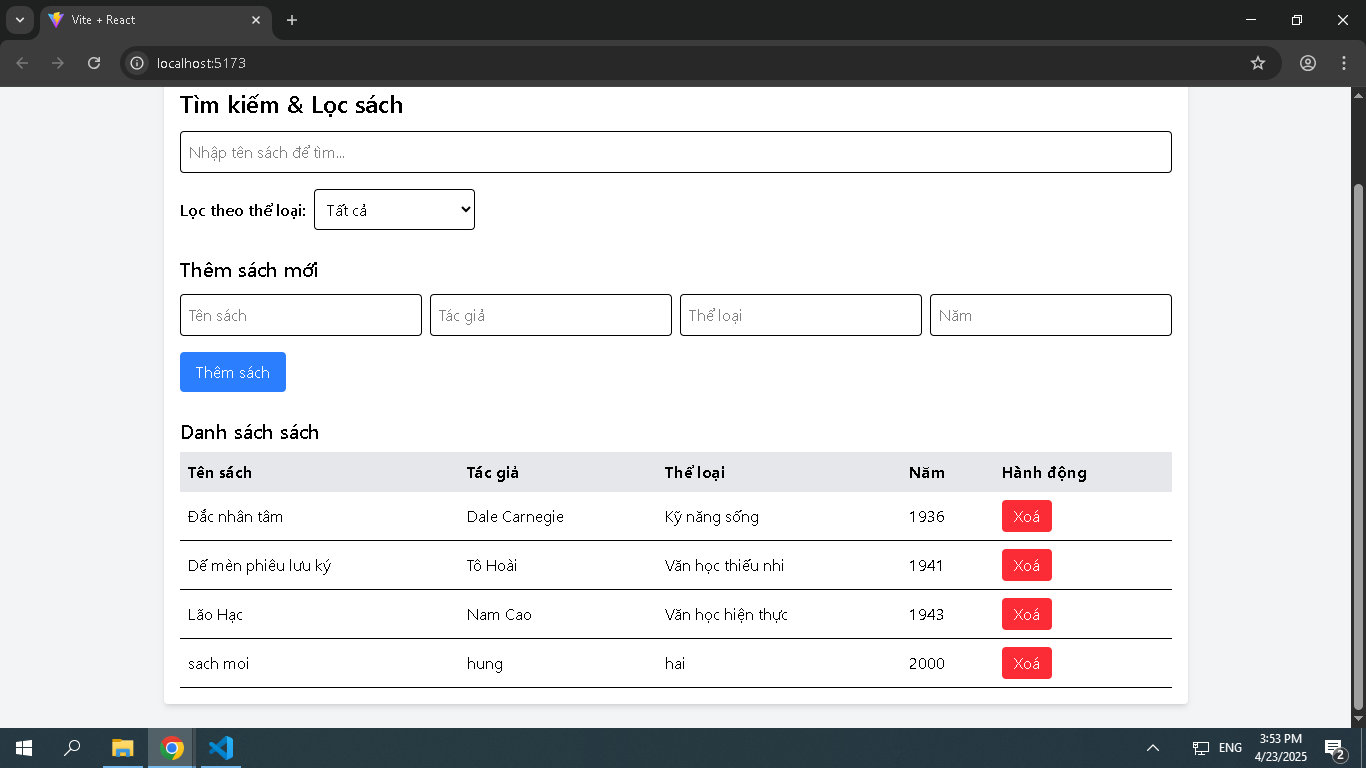 Vite + React
localhost:5173
Tìm kiếm & Lọc sách
Nhập tên sách để tìm...
Lọc theo thể loại: Tất cả
Thêm sách mới
Tên sách Tác giả Thể loại Năm
Thêm sách
Danh sách sách
Tên sách Tác giả Thể loại Năm Hành động
Đắc nhân tâm Dale Carnegie Kỹ năng sống 1936 Xoá
Dế mèn phiêu lưu ký Tô Hoài Văn học thiếu nhi 1941 Xoá
Lão Hạc Nam Cao Văn học hiện thực 1943 Xoá
sach moi hung hai 2000 Xoá
ENG 3:53 PM
4/23/2025 2